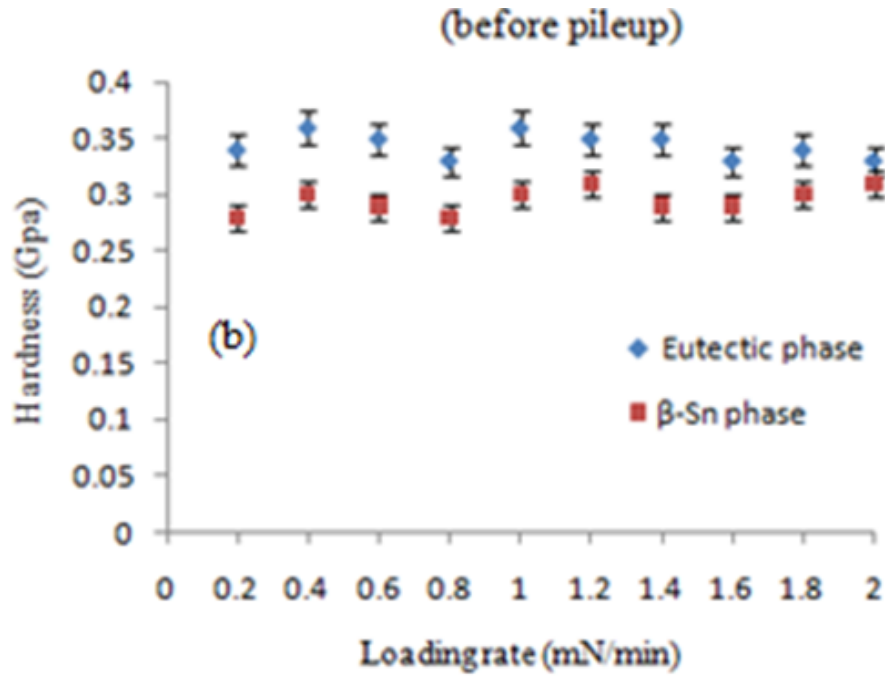 (before pileup)
0.4
0.35
0.3
0.25
0.2
0.15
0.1
0.05
0
Hardness (Gpa)
(b)
Eutectic phase
β-Sn phase
0 0.2 0.4 0.6 0.8 1 1.2 1.4 1.6 1.8 2
Loadingrate (mN/min)